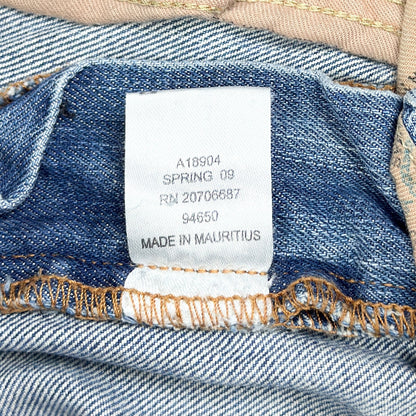 A18904
SPRING 09
RN 20706687
94650
MADE IN MAURITIUS